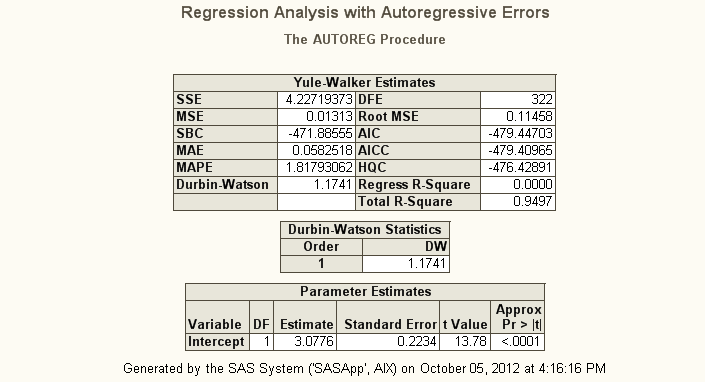 Regression Analysis with Autoregressive Errors
The AUTOREG Procedure
Yule-Walker Estimates
SSE 4.22719373 DFE 322
MSE 0.01313 Root MSE 0.11458
SBC -471.88555 AIC -479.44703
MAE 0.0582518 AICC -479.40965
MAPE 1.81793062 HQC -476.42891
Durbin-Watson 1.1741 Regress R-Square 0.0000
Total R-Square 0.9497
Durbin-Watson Statistics
Order DW
1 1.1741
Parameter Estimates
Variable DF Estimate Standard Error t Value Approx Pr > |t|
Intercept 1 3.0776 0.2234 13.78 <.0001
Generated by the SAS System ('SASApp', AIX) on October 05, 2012 at 4:16:16 PM